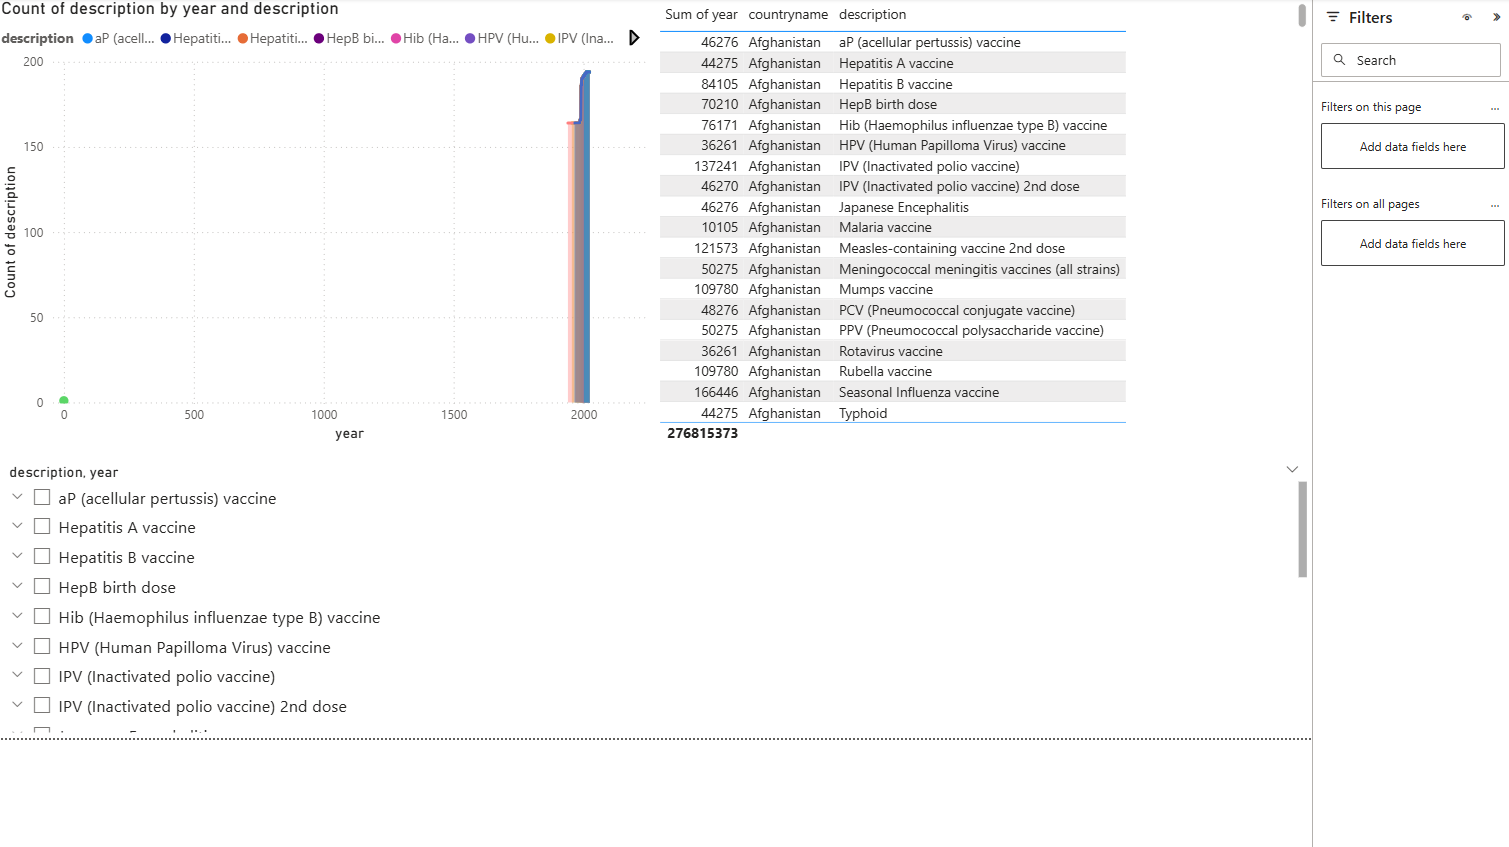 Count of description by year and description
description aP (acell... Hepatiti... Hepatiti... HepB bi... Hib (Ha... HPV (Hu... IPV (Ina...
200
150
100
50
0
Count of description
0 500 1000 1500 2000
year
Sum of year countryname description
46276 Afghanistan aP (acellular pertussis) vaccine
44275 Afghanistan Hepatitis A vaccine
84105 Afghanistan Hepatitis B vaccine
70210 Afghanistan HepB birth dose
76171 Afghanistan Hib (Haemophilus influenzae type B) vaccine
36261 Afghanistan HPV (Human Papilloma Virus) vaccine
137241 Afghanistan IPV (Inactivated polio vaccine)
46270 Afghanistan IPV (Inactivated polio vaccine) 2nd dose
46276 Afghanistan Japanese Encephalitis
10105 Afghanistan Malaria vaccine
121573 Afghanistan Measles-containing vaccine 2nd dose
50275 Afghanistan Meningococcal meningitis vaccines (all strains)
109780 Afghanistan Mumps vaccine
48276 Afghanistan PCV (Pneumococcal conjugate vaccine)
50275 Afghanistan PPV (Pneumococcal polysaccharide vaccine)
36261 Afghanistan Rotavirus vaccine
109780 Afghanistan Rubella vaccine
166446 Afghanistan Seasonal Influenza vaccine
44275 Afghanistan Typhoid
276815373
description, year
aP (acellular pertussis) vaccine
Hepatitis A vaccine
Hepatitis B vaccine
HepB birth dose
Hib (Haemophilus influenzae type B) vaccine
HPV (Human Papilloma Virus) vaccine
IPV (Inactivated polio vaccine)
IPV (Inactivated polio vaccine) 2nd dose
Filters
Search
Filters on this page ...
Add data fields here
Filters on all pages ...
Add data fields here